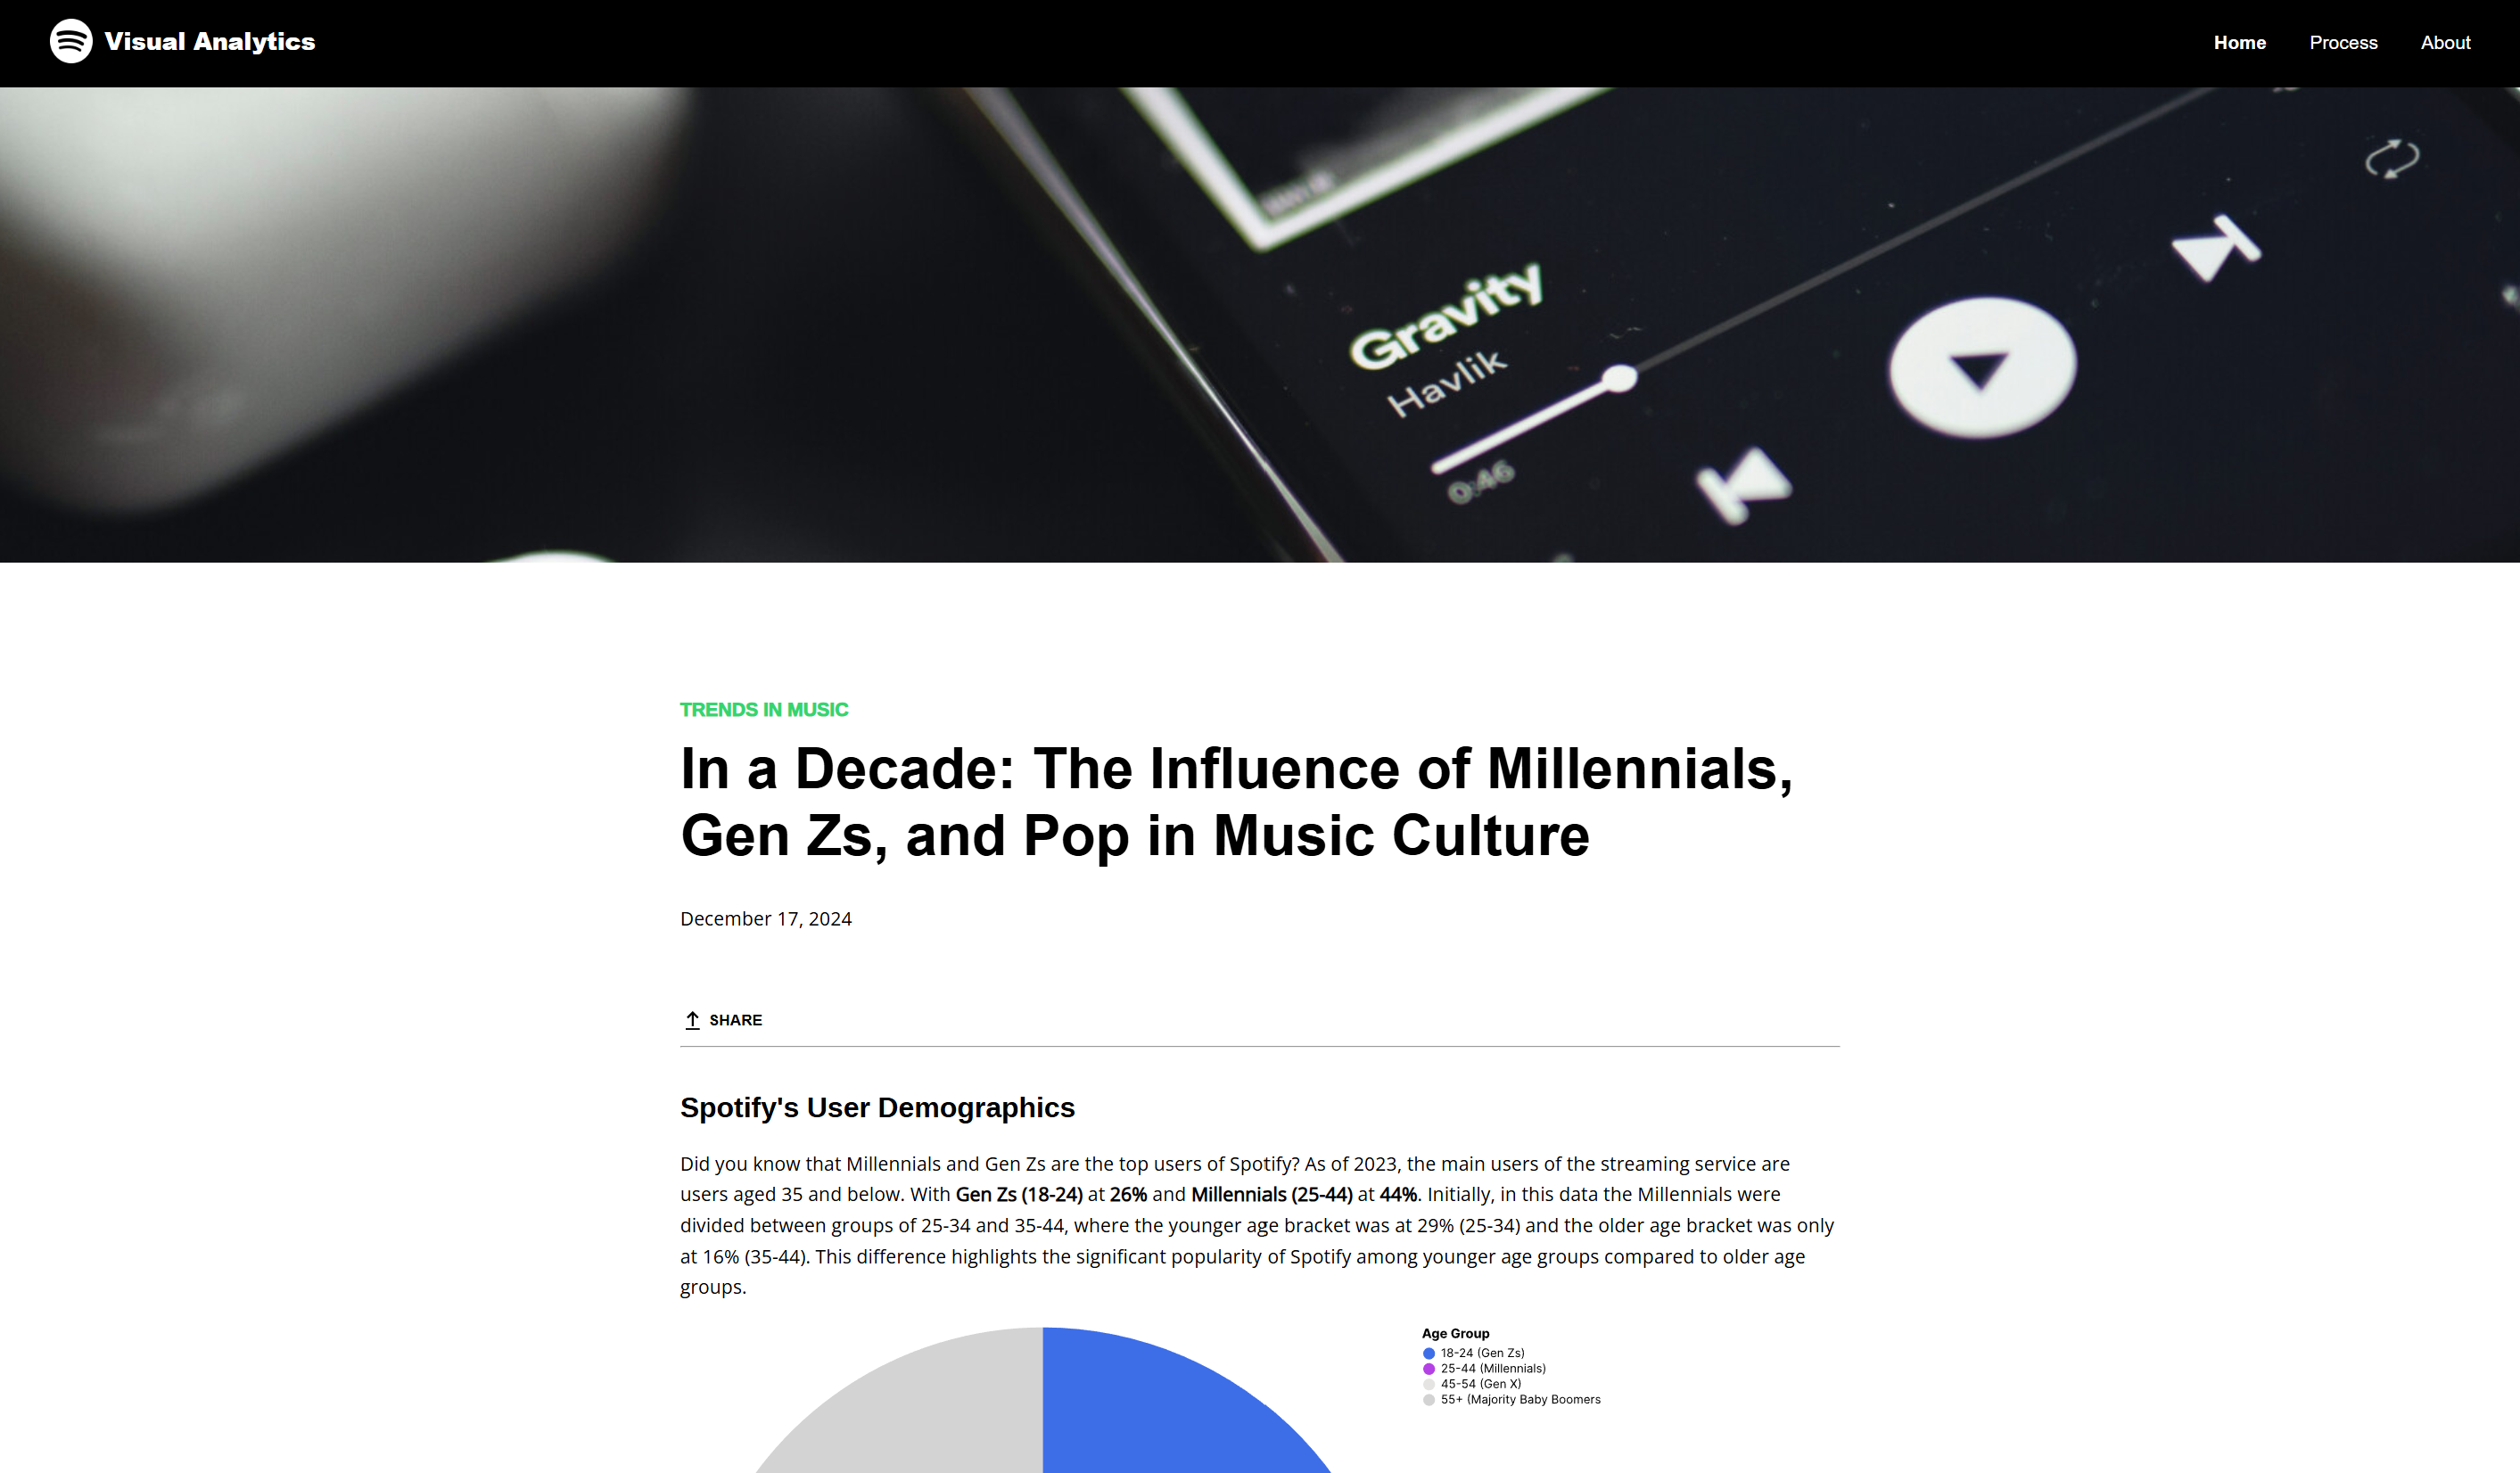 Visual Analytics
Home
Process
About
Gravity
Havlik
0:46
TRENDS IN MUSIC
In a Decade: The Influence of Millennials,
Gen Zs, and Pop in Music Culture
December 17, 2024
SHARE
Spotify's User Demographics
Did you know that Millennials and Gen Zs are the top users of Spotify? As of 2023, the main users of the streaming service are
users aged 35 and below. With Gen Zs (18-24) at 26% and Millennials (25-44) at 44%. Initially, in this data the Millennials were
divided between groups of 25-34 and 35-44, where the younger age bracket was at 29% (25-34) and the older age bracket was only
at 16% (35-44). This difference highlights the significant popularity of Spotify among younger age groups compared to older age
groups.
Age Group
18-24 (Gen Zs)
25-44 (Millennials)
45-54 (Gen X)
55+ (Majority Baby Boomers